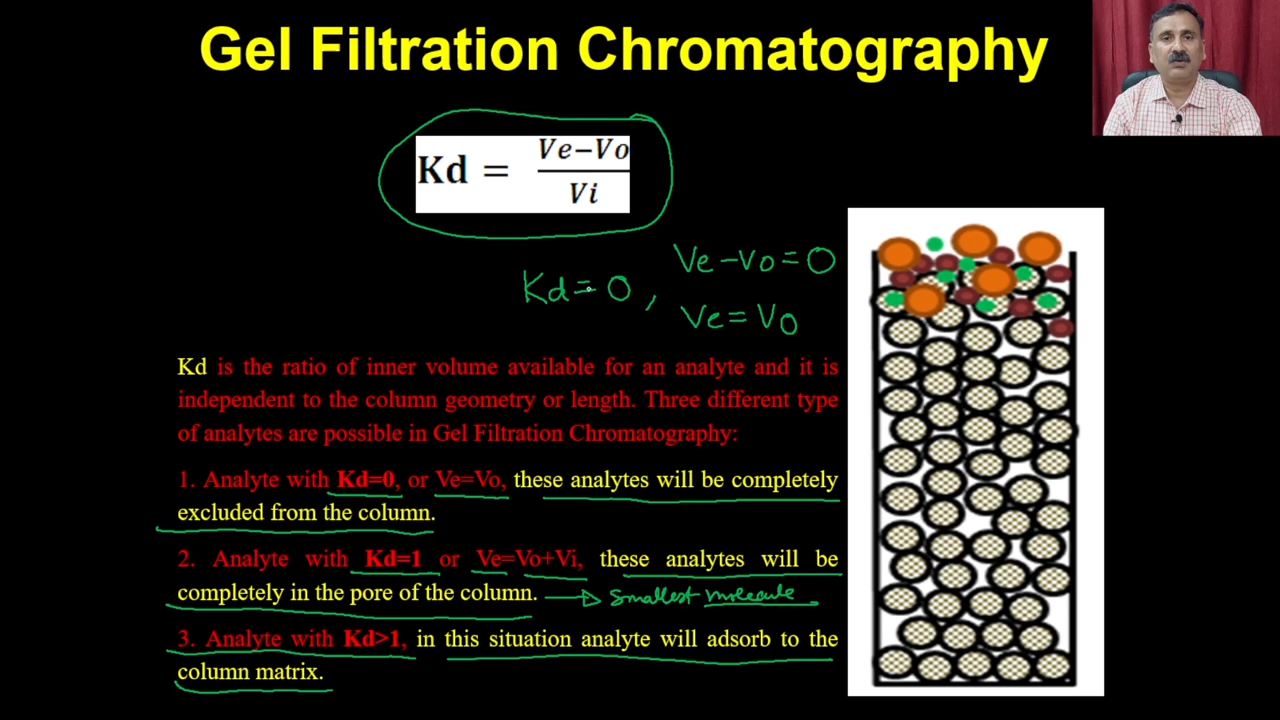 Gel Filtration Chromatography
Kd = Ve−Vo / Vi
Ve −Vo = 0
Kd = 0 ,
Ve = Vo
Kd is the ratio of inner volume available for an analyte and it is
independent to the column geometry or length. Three different type
of analytes are possible in Gel Filtration Chromatography:
1. Analyte with Kd=0, or Ve=Vo, these analytes will be completely
excluded from the column.
2. Analyte with Kd=1 or Ve=Vo+Vi, these analytes will be
completely in the pore of the column. → Smallest molecule
3. Analyte with Kd>1, in this situation analyte will adsorb to the
column matrix.